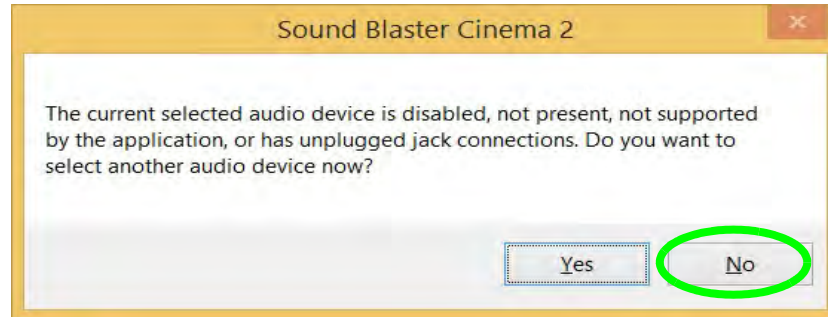 Sound Blaster Cinema 2
The current selected audio device is disabled, not present, not supported
by the application, or has unplugged jack connections. Do you want to
select another audio device now?
Yes No